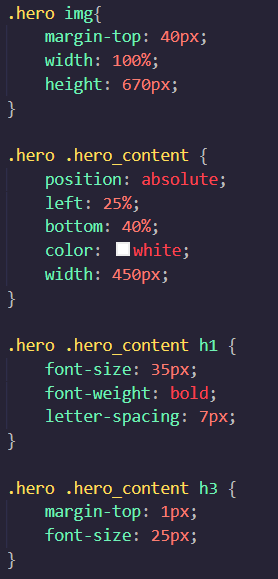 .hero img{
    margin-top: 40px;
    width: 100%;
    height: 670px;
}
.hero .hero_content {
    position: absolute;
    left: 25%;
    bottom: 40%;
    color: white;
    width: 450px;
}
.hero .hero_content h1 {
    font-size: 35px;
    font-weight: bold;
    letter-spacing: 7px;
}
.hero .hero_content h3 {
    margin-top: 1px;
    font-size: 25px;
}